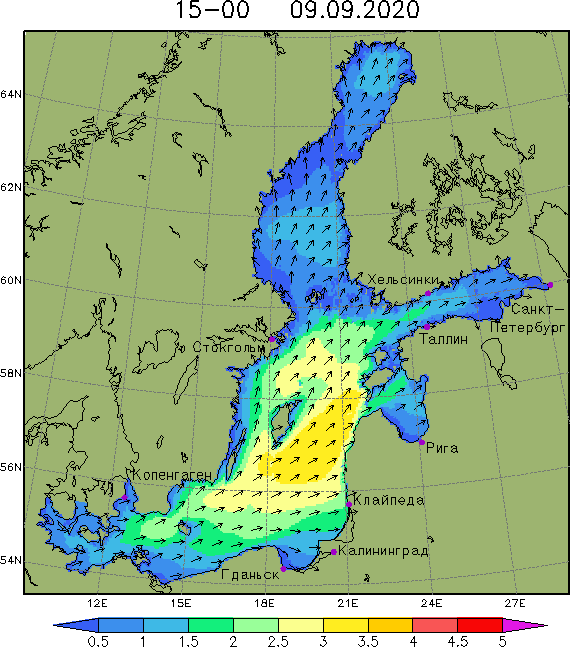 15-00 09.09.2020
64N
62N
60N
58N
56N
54N
Хельсинки
Санкт-
Петербург
Таллин
Стокгольм
Рига
Копенгаген
Клайпеда
Калининград
Гданьск
12E 15E 18E 21E 24E 27E
0.5 1 1.5 2 2.5 3 3.5 4 4.5 5